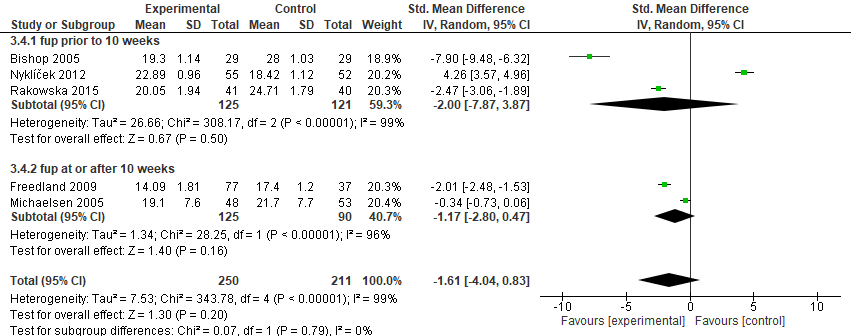 Experimental Control Std. Mean Difference Std. Mean Difference
Study or Subgroup Mean SD Total Mean SD Total Weight IV, Random, 95% CI IV, Random, 95% CI
3.4.1 fup prior to 10 weeks
Bishop 2005 19.3 1.14 29 28 1.03 29 18.9% -7.90 [-9.48, -6.32]
Nyklíček 2012 22.89 0.96 55 18.42 1.12 52 20.2% 4.26 [3.57, 4.96]
Rakowska 2015 20.05 1.94 41 24.71 1.79 40 20.3% -2.47 [-3.06, -1.89]
Subtotal (95% CI) 125 121 59.3% -2.00 [-7.87, 3.87]
Heterogeneity: Tau² = 26.66; Chi² = 308.17, df = 2 (P < 0.00001); I² = 99%
Test for overall effect: Z = 0.67 (P = 0.50)
3.4.2 fup at or after 10 weeks
Freedland 2009 14.09 1.81 77 17.4 1.2 37 20.3% -2.01 [-2.48, -1.53]
Michaelsen 2005 19.1 7.6 48 21.7 7.7 53 20.4% -0.34 [-0.73, 0.06]
Subtotal (95% CI) 125 90 40.7% -1.17 [-2.80, 0.47]
Heterogeneity: Tau² = 1.34; Chi² = 28.25, df = 1 (P < 0.00001); I² = 96%
Test for overall effect: Z = 1.40 (P = 0.16)
Total (95% CI) 250 211 100.0% -1.61 [-4.04, 0.83]
Heterogeneity: Tau² = 7.53; Chi² = 343.78, df = 4 (P < 0.00001); I² = 99%
Test for overall effect: Z = 1.30 (P = 0.20)
Test for subgroup differences: Chi² = 0.07, df = 1 (P = 0.79), I² = 0%
-10 -5 0 5 10
Favours [experimental] Favours [control]